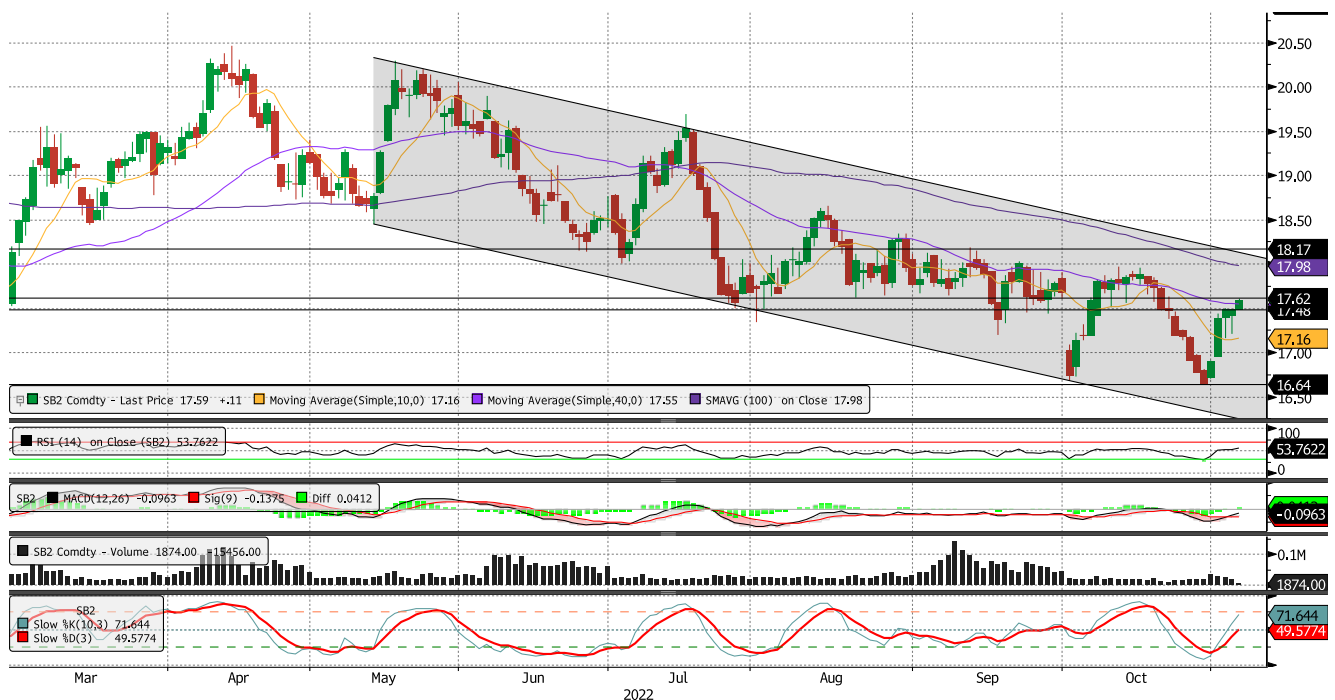 20.50
20.00
19.50
19.00
18.50
18.17
17.98
17.62
17.48
17.16
17.00
16.64
16.50
SB2 Comdty - Last Price 17.59 +.11 Moving Average(Simple,10,0) 17.16 Moving Average(Simple,40,0) 17.55 SMAVG (100) on Close 17.98
RSI (14) on Close (SB2) 53.7622
100
53.7622
0
SB2 MACD(12,26) -0.0963 Sig(9) -0.1375 Diff 0.0412
-0.0963
SB2 Comdty - Volume 1874.00 -15456.00
0.1M
1874.00
SB2
Slow %K(10,3) 71.644
Slow %D(3) 49.5774
71.644
49.5774
Mar Apr May Jun Jul Aug Sep Oct
2022